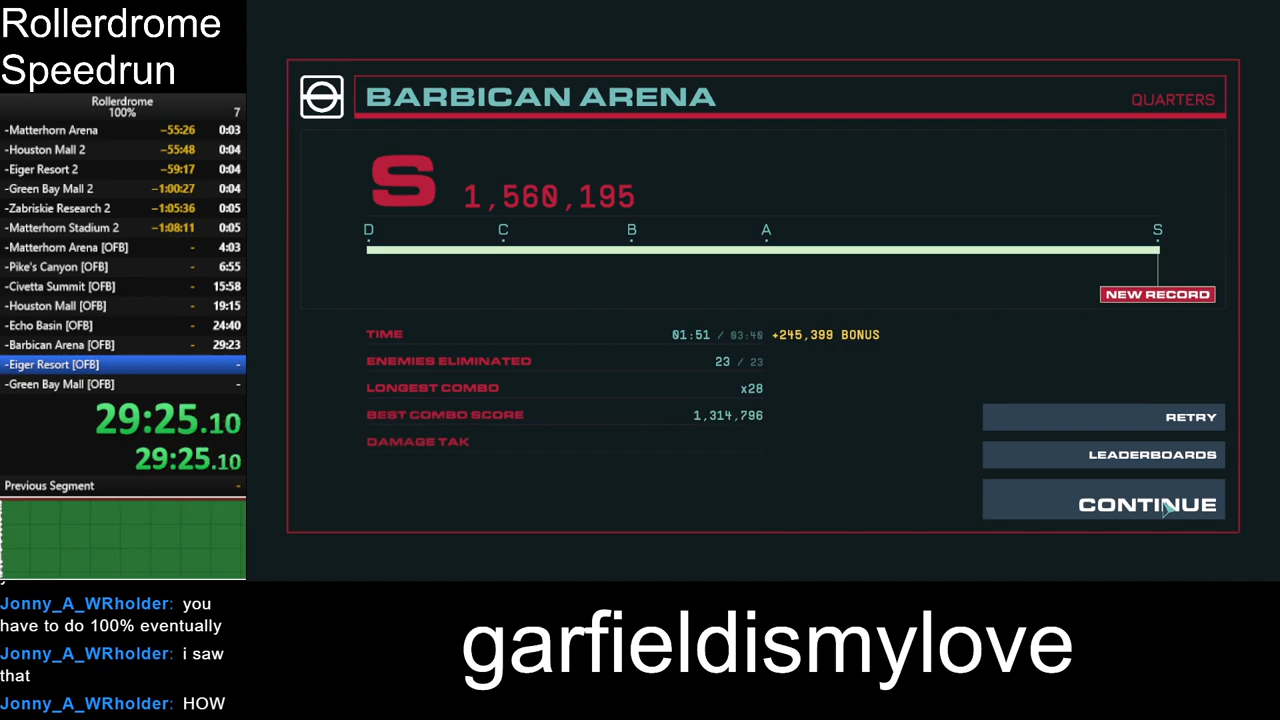 Rollerdrome
Speedrun
Rollerdrome
100% 7
-Matterhorn Arena −55:26 0:03
-Houston Mall 2 −55:48 0:04
-Eiger Resort 2 −59:17 0:04
-Green Bay Mall 2 −1:00:27 0:04
-Zabriskie Research 2 −1:05:36 0:05
-Matterhorn Stadium 2 −1:08:11 0:05
-Matterhorn Arena [OFB] - 4:03
-Pike's Canyon [OFB] - 6:55
-Civetta Summit [OFB] - 15:58
-Houston Mall [OFB] - 19:15
-Echo Basin [OFB] - 24:40
-Barbican Arena [OFB] - 29:23
-Eiger Resort [OFB] -
-Green Bay Mall [OFB] -
29:25.10
29:25.10
Previous Segment -
Jonny_A_WRholder: you
have to do 100% eventually
Jonny_A_WRholder: i saw
that
Jonny_A_WRholder: HOW
BARBICAN ARENA QUARTERS
S 1,560,195
D C B A S
NEW RECORD
TIME 01:51 / 03:40 +245,399 BONUS
ENEMIES ELIMINATED 23 / 23
LONGEST COMBO x28
BEST COMBO SCORE 1,314,796
DAMAGE TAK
RETRY
LEADERBOARDS
CONTINUE
garfieldismylove